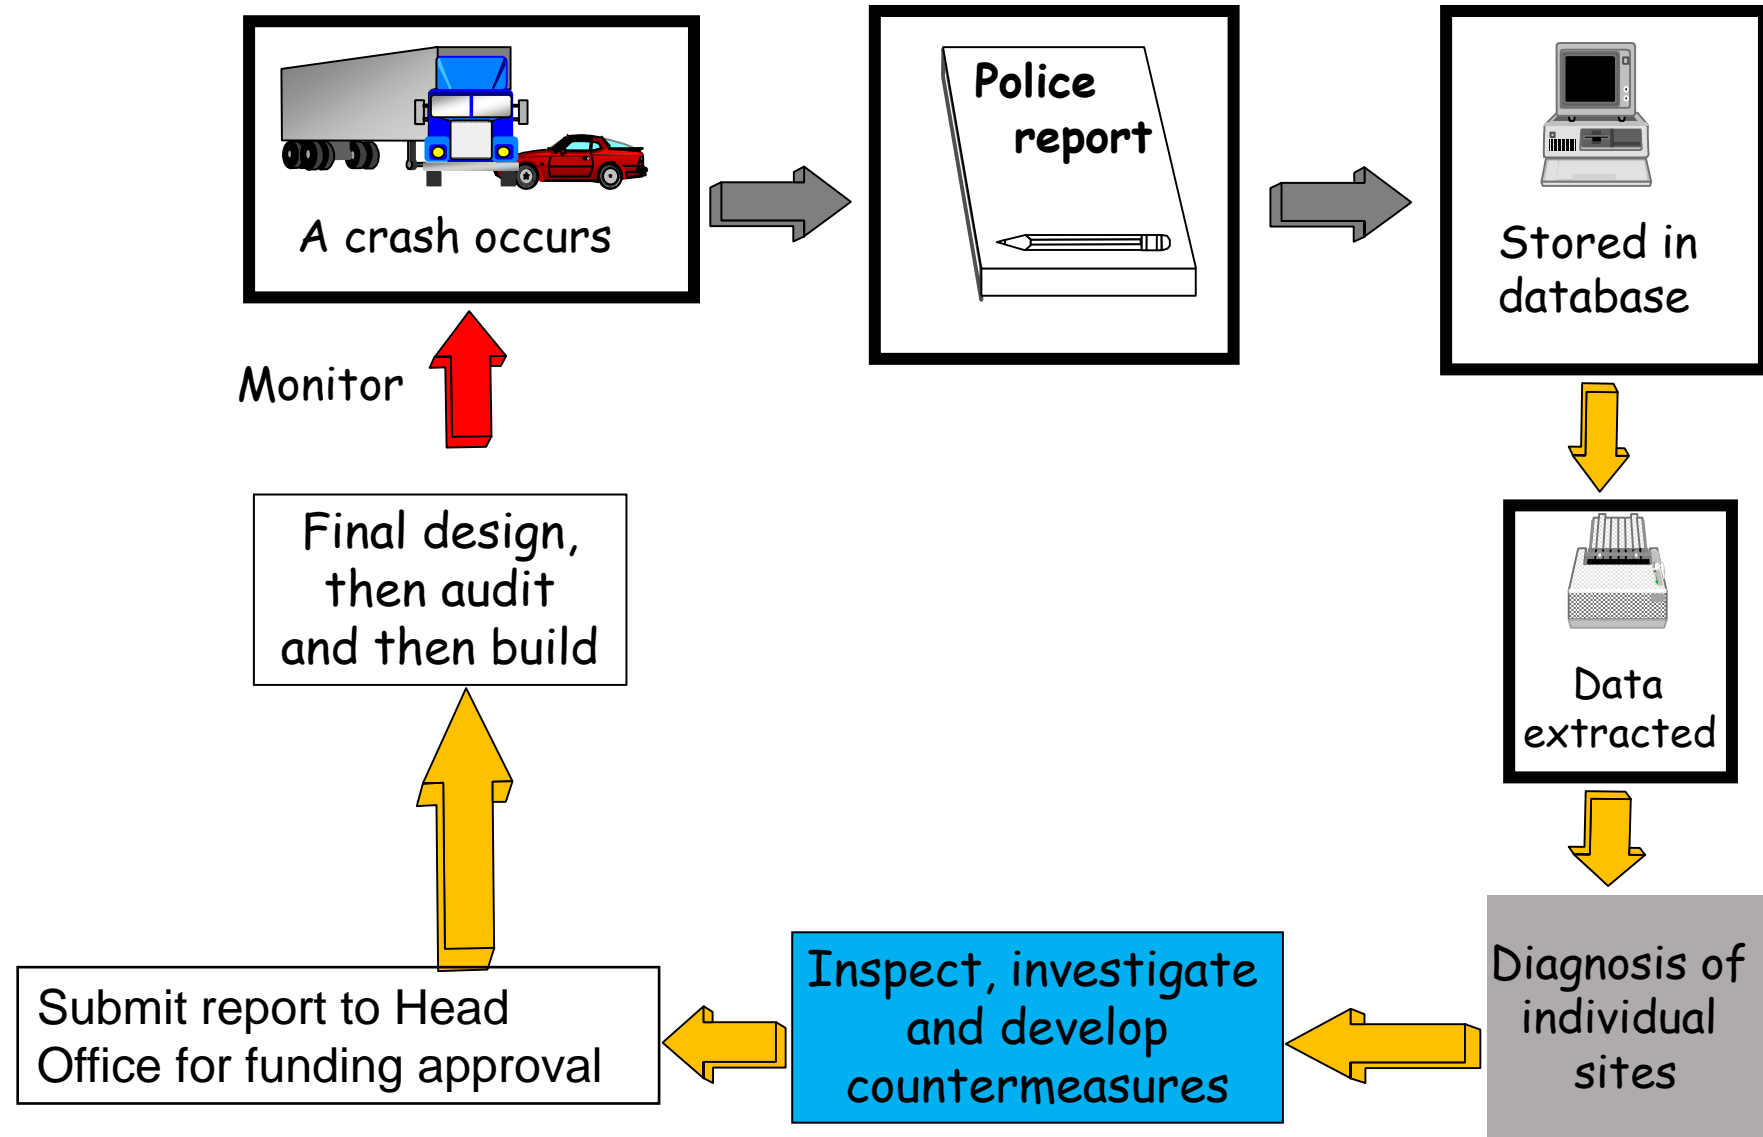 A crash occurs
Police
report
Stored in
database
Monitor
Final design,
then audit
and then build
Data
extracted
Submit report to Head
Office for funding approval
Inspect, investigate
and develop
countermeasures
Diagnosis of
individual
sites